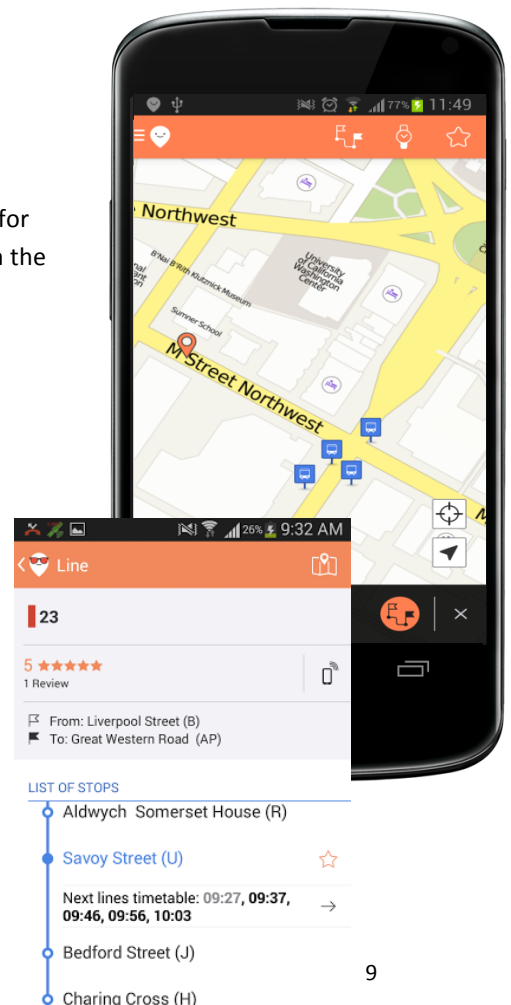 for
n the
77% 11:49
Northwest
B'Nai B'Rith Klutznick Museum
University
of California
Washington
Center
Sumner School
M Street Northwest
26% 9:32 AM
Line
23
5
1 Review
From: Liverpool Street (B)
To: Great Western Road (AP)
LIST OF STOPS
Aldwych Somerset House (R)
Savoy Street (U)
Next lines timetable: 09:27, 09:37,
09:46, 09:56, 10:03
Bedford Street (J)
Charing Cross (H)
9